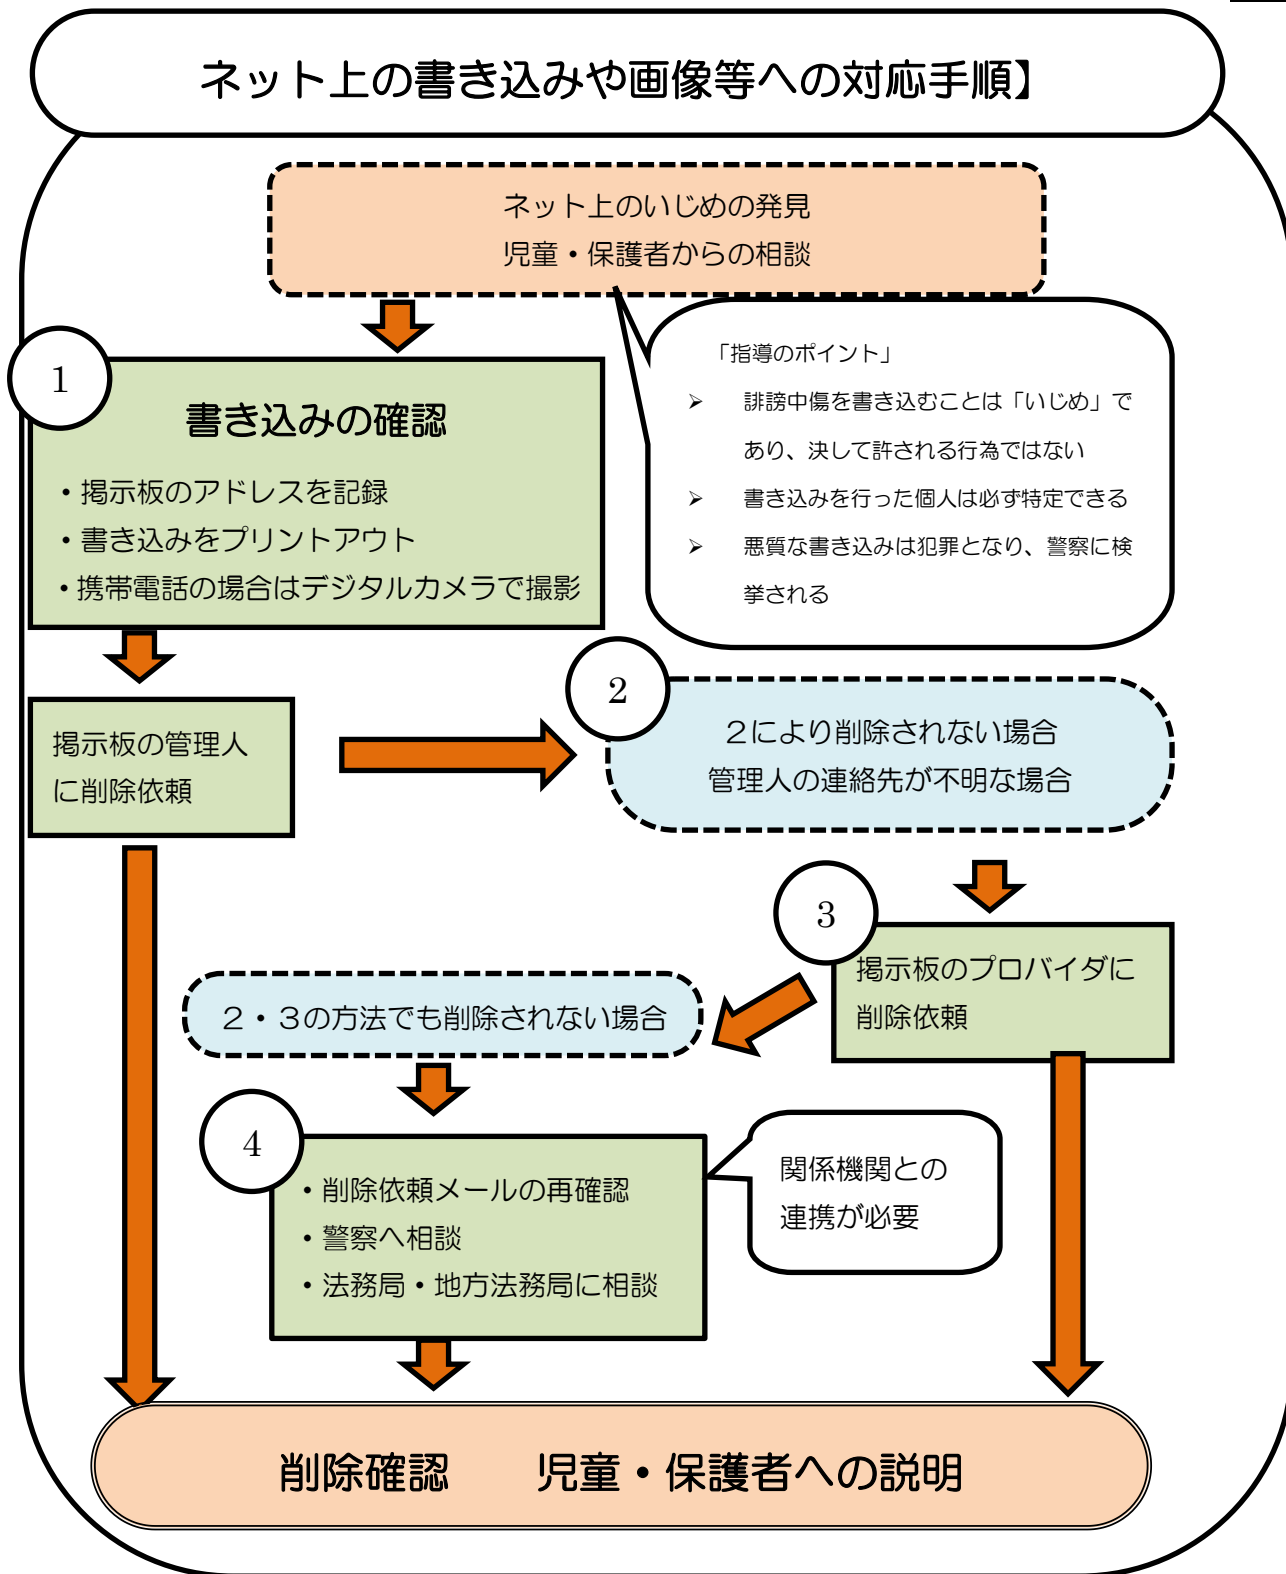 ネット上の書き込みや画像等への対応手順】
ネット上のいじめの発見
児童・保護者からの相談
「指導のポイント」
➢ 誹謗中傷を書き込むことは「いじめ」で
あり、決して許される行為ではない
➢ 書き込みを行った個人は必ず特定できる
➢ 悪質な書き込みは犯罪となり、警察に検
挙される
1
書き込みの確認
・掲示板のアドレスを記録
・書き込みをプリントアウト
・携帯電話の場合はデジタルカメラで撮影
掲示板の管理人
に削除依頼
2
２により削除されない場合
管理人の連絡先が不明な場合
3
掲示板のプロバイダに
削除依頼
２・３の方法でも削除されない場合
4
・削除依頼メールの再確認
・警察へ相談
・法務局・地方法務局に相談
関係機関との
連携が必要
削除確認　　児童・保護者への説明